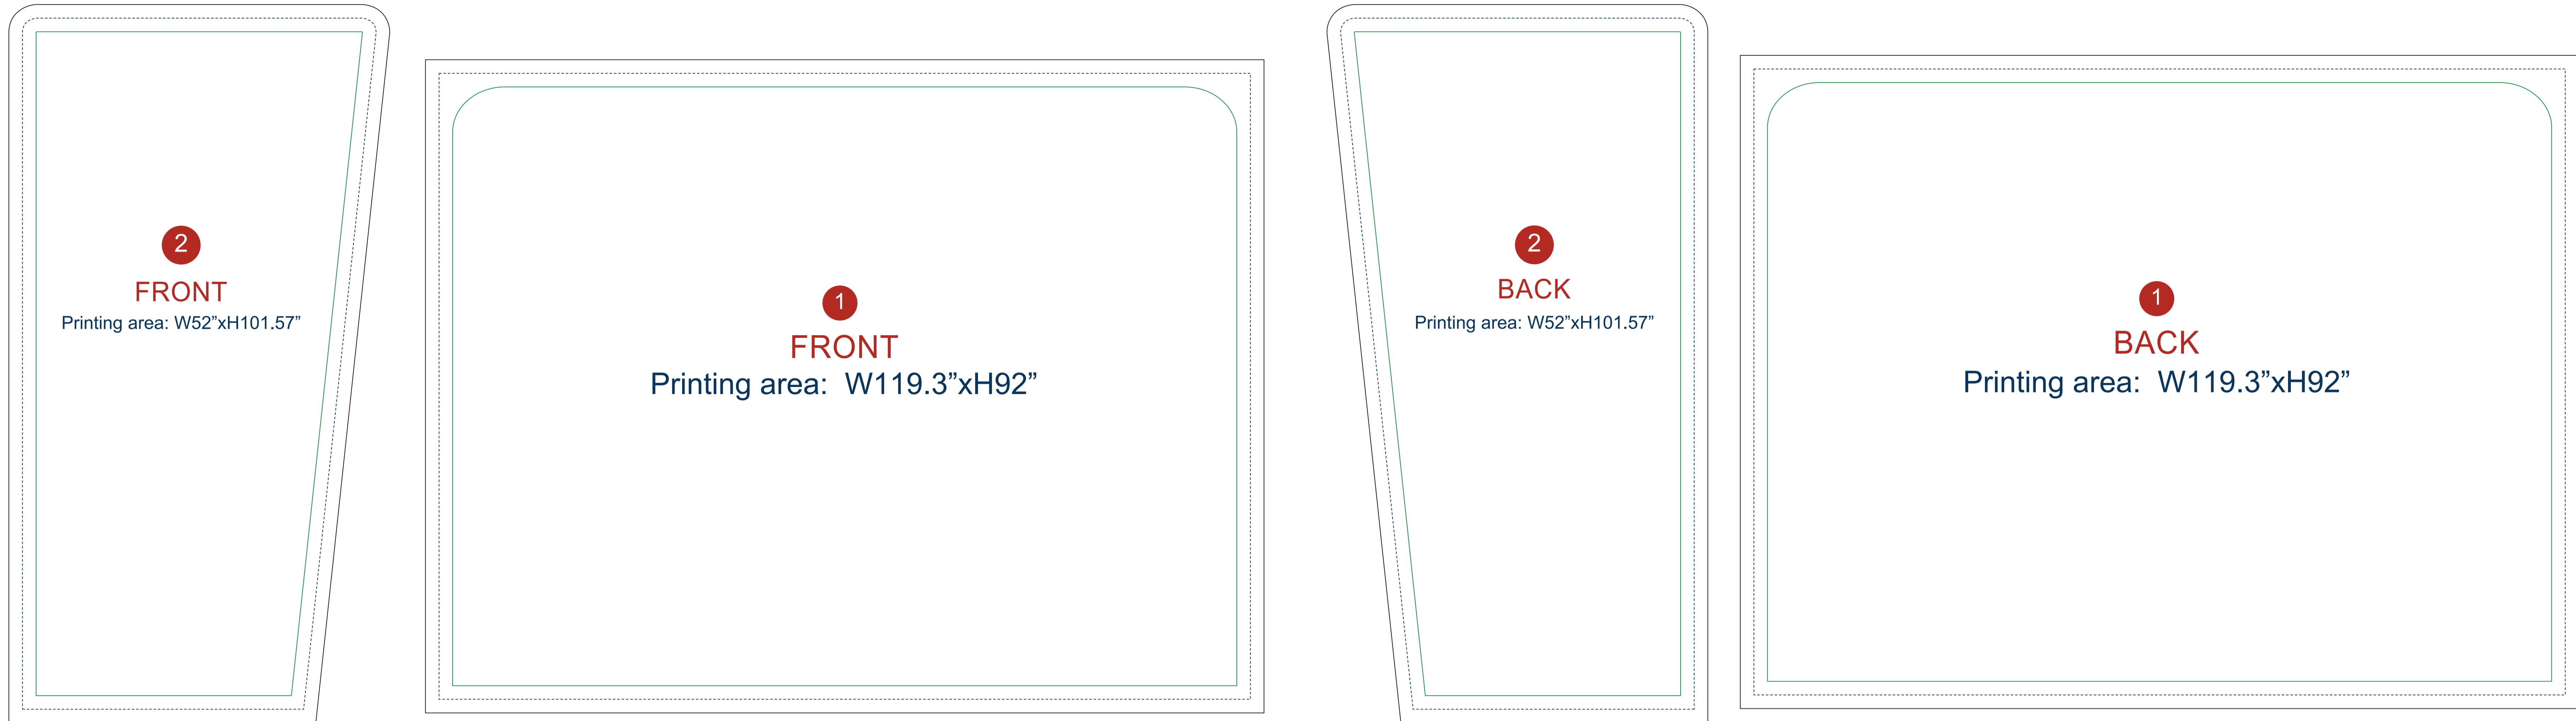 2
FRONT
Printing area: W52”xH101.57”
1
FRONT
Printing area:  W119.3”xH92”
2
BACK
Printing area: W52”xH101.57”
1
BACK
Printing area:  W119.3”xH92”